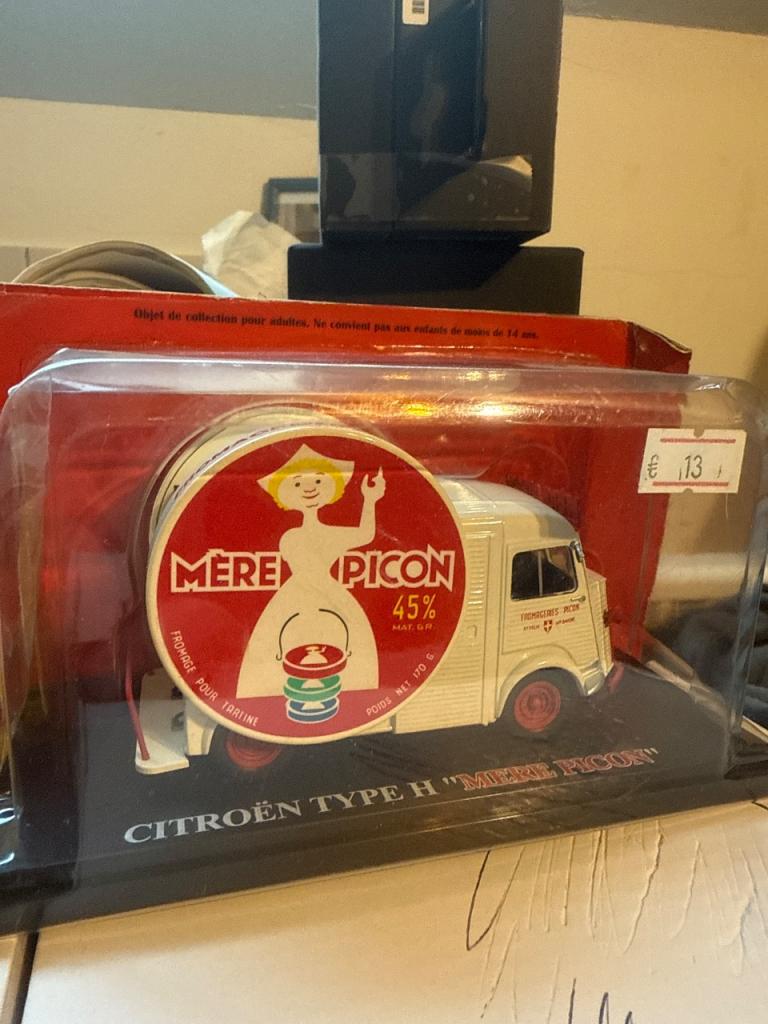 Objet de collection pour adultes. Ne convient pas aux enfants de moins de 14 ans.
€ 13
MÈRE PICON
45%
MAT. GR.
FROMAGE POUR TARTINE
POIDS NET 170 G
FROMAGERIES PICON
CITROËN TYPE H "MERE PICON"